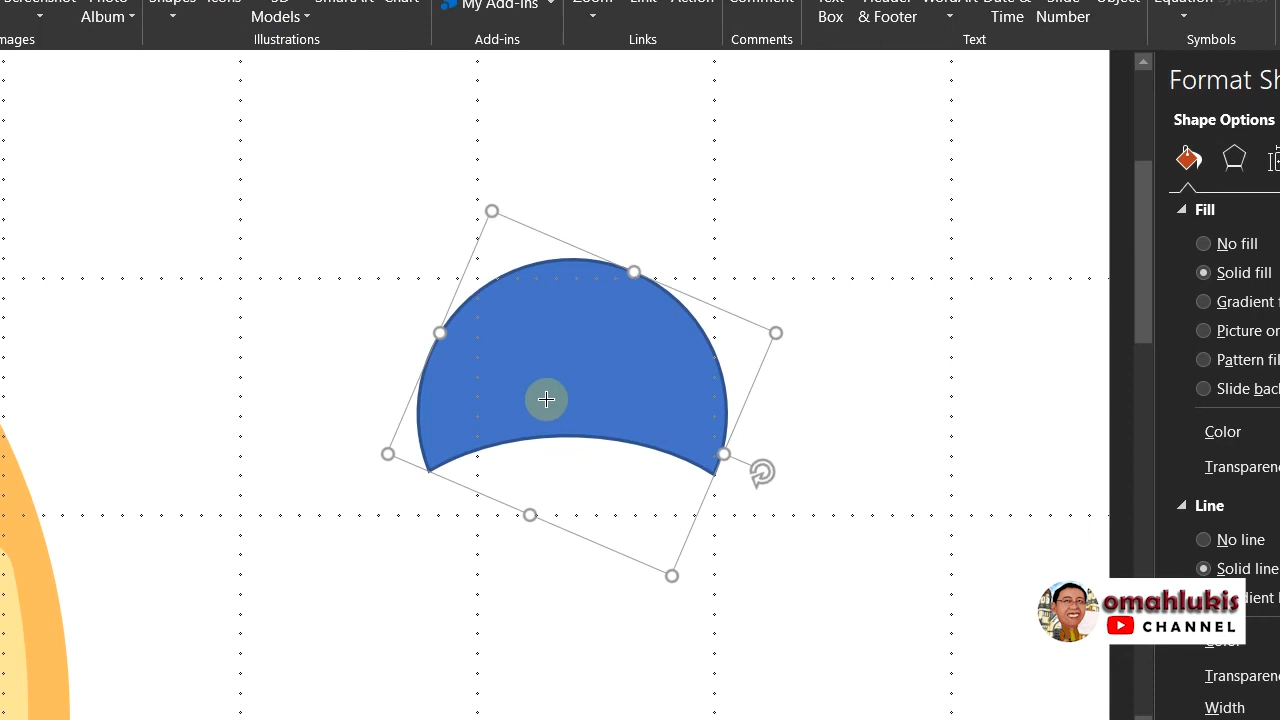 My Add-ins
Album
Models
Box
& Footer
Time
Number
Illustrations
Add-ins
Links
Comments
Text
Symbols
Format Sh
Shape Options
Fill
No fill
Solid fill
Gradient f
Picture or
Pattern fil
Slide back
Color
Transparenc
Line
No line
Solid line
omahlukis
CHANNEL
Transparenc
Width